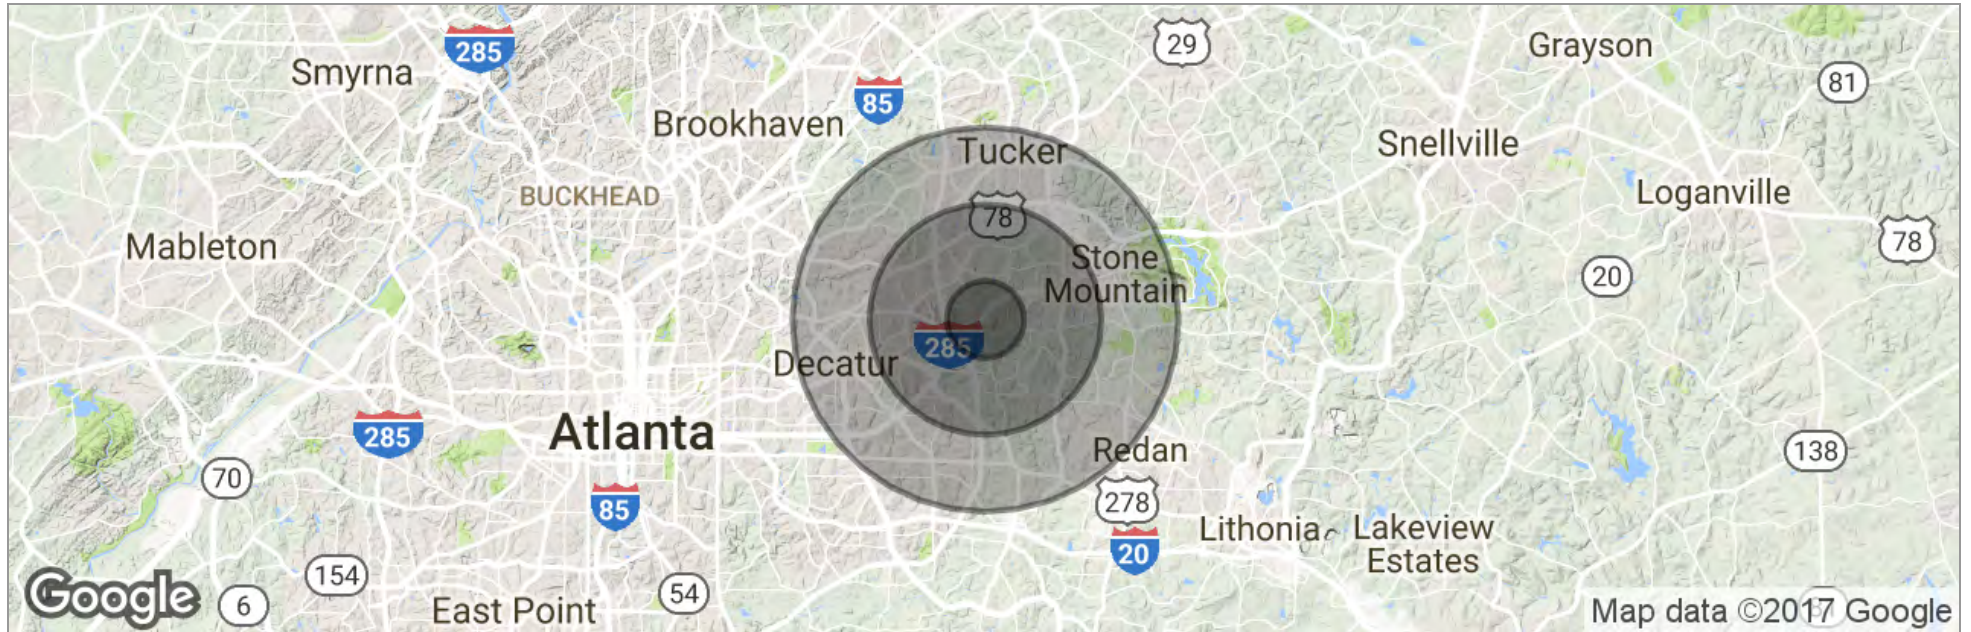 285
29
Grayson
Smyrna
81
85
Brookhaven
Tucker
Snellville
BUCKHEAD
Loganville
78
78
Mableton
Stone
Mountain
20
285
Decatur
Atlanta
285
Redan
138
70
278
85
Lithonia
Lakeview
Estates
20
154
Google
6
54
East Point
Map data ©2017 Google